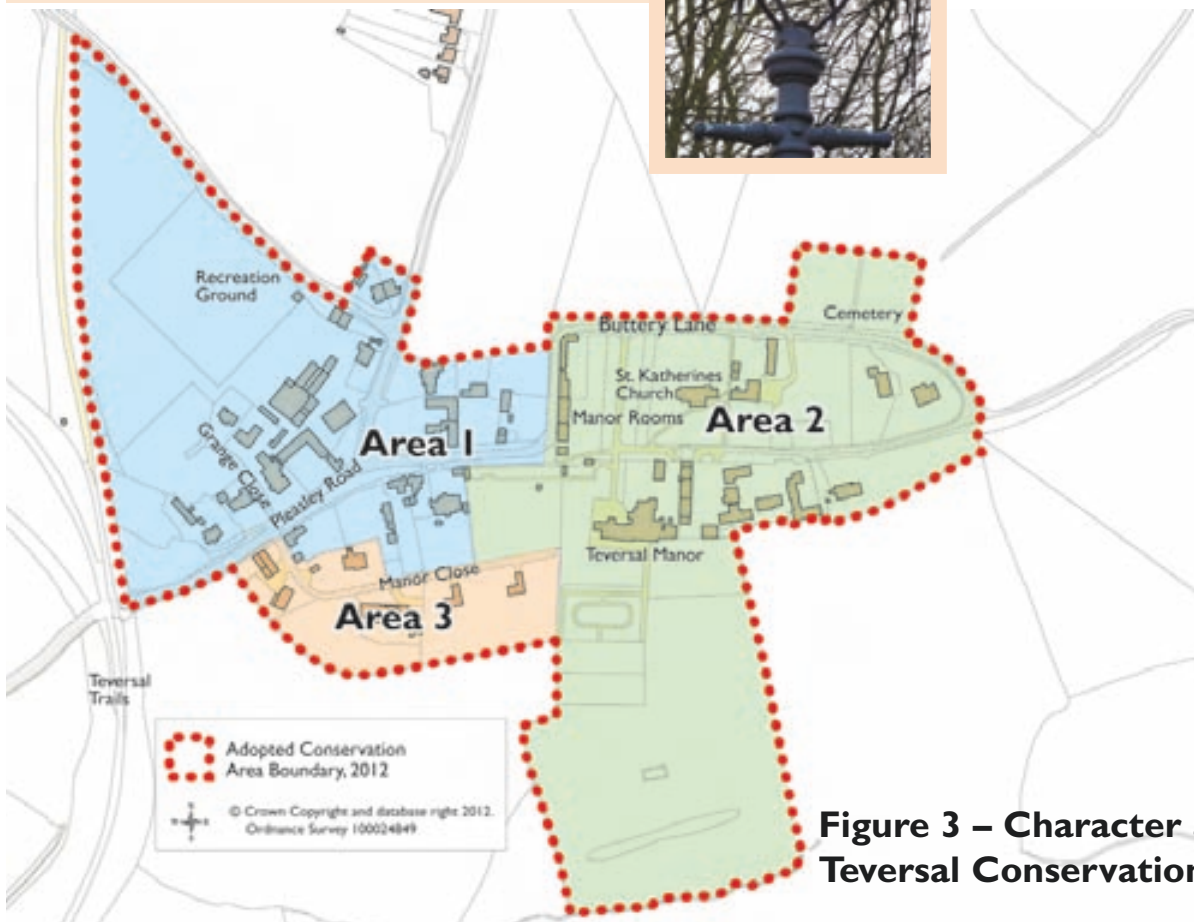 Recreation
Ground
Buttery Lane
Cemetery
St. Katherines
Church
Manor Rooms
Area 2
Area 1
Grange Close
Pleasley Road
Teversal Manor
Manor Close
Area 3
Teversal
Trails
Adopted Conservation
Area Boundary, 2012
© Crown Copyright and database right 2012.
Ordnance Survey 100024849
Figure 3 – Character
Teversal Conservation